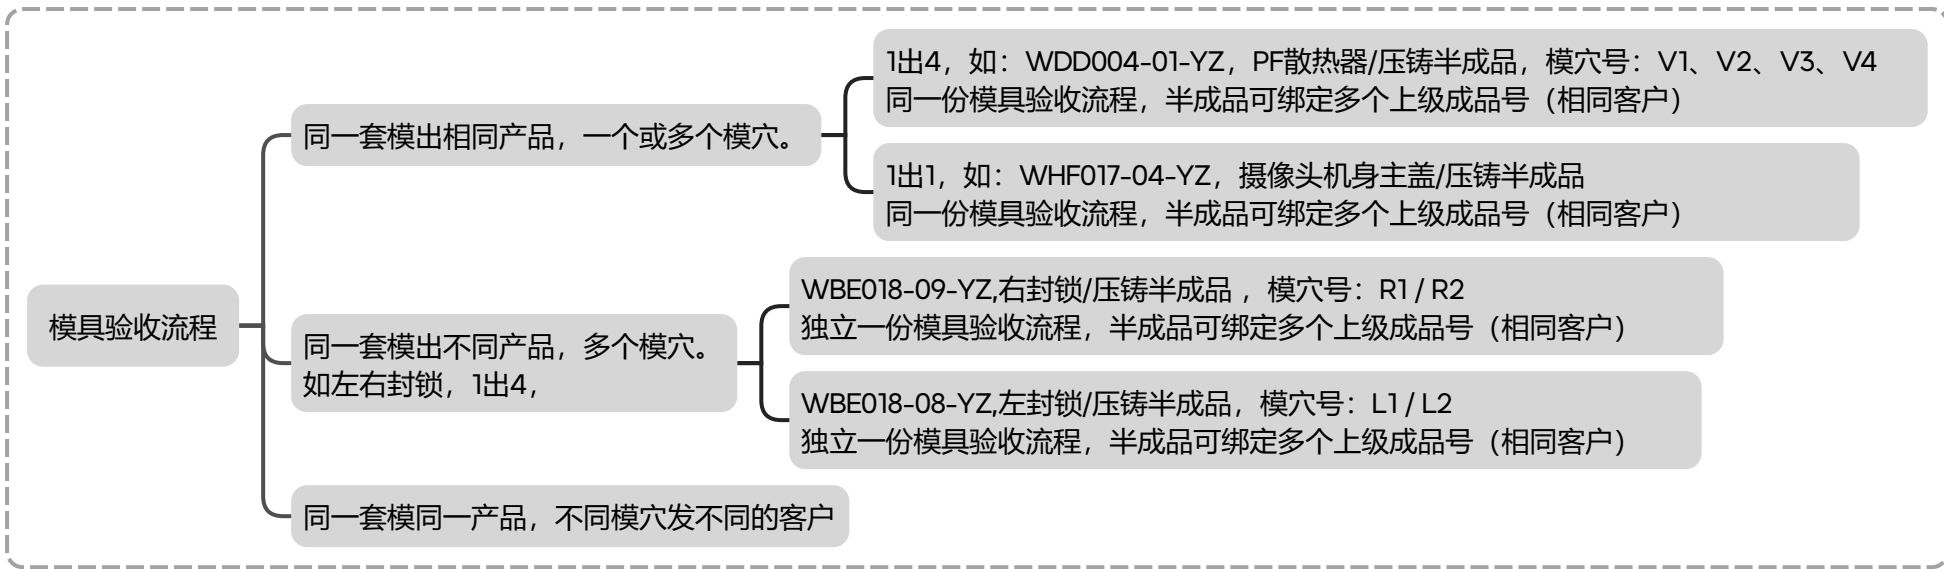 模具验收流程
同一套模出相同产品，一个或多个模穴。
1出4，如：WDD004-01-YZ，PF散热器/压铸半成品，模穴号：V1、V2、V3、V4
同一份模具验收流程，半成品可绑定多个上级成品号（相同客户）
1出1，如：WHF017-04-YZ，摄像头机身主盖/压铸半成品
同一份模具验收流程，半成品可绑定多个上级成品号（相同客户）
同一套模出不同产品，多个模穴。
如左右封锁，1出4，
WBE018-09-YZ,右封锁/压铸半成品 ，模穴号：R1 / R2
独立一份模具验收流程，半成品可绑定多个上级成品号（相同客户）
WBE018-08-YZ,左封锁/压铸半成品，模穴号：L1 / L2
独立一份模具验收流程，半成品可绑定多个上级成品号（相同客户）
同一套模同一产品，不同模穴发不同的客户